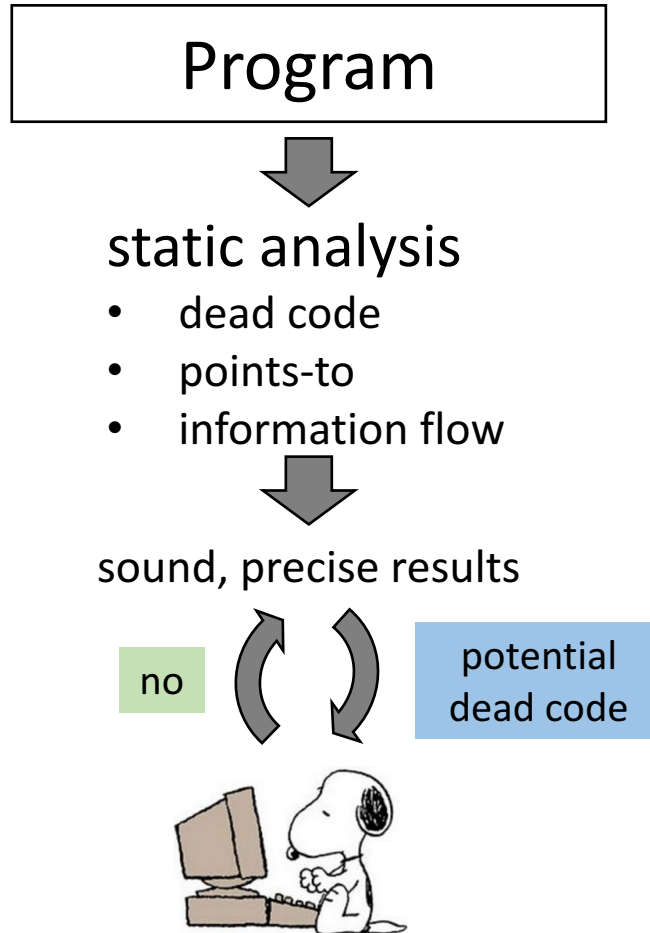 Program
static analysis
• dead code
• points-to
• information flow
sound, precise results
no
potential
dead code